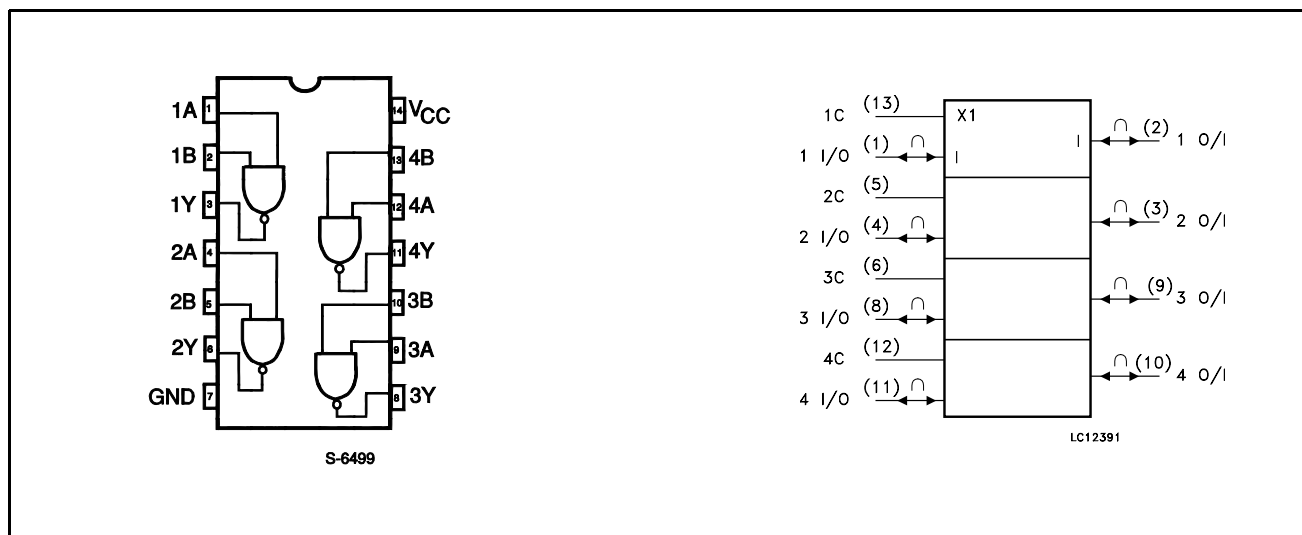 1A 1 14 VCC
1B 2 13 4B
1Y 3 12 4A
2A 4 11 4Y
2B 5 10 3B
2Y 6 9 3A
GND 7 8 3Y
S-6499
1C (13) X1
1 I/O (1) ∩ I I ∩ (2) 1 O/I
2C (5)
2 I/O (4) ∩ ∩ (3) 2 O/I
3C (6)
3 I/O (8) ∩ ∩ (9) 3 O/I
4C (12)
4 I/O (11) ∩ ∩ (10) 4 O/I
LC12391